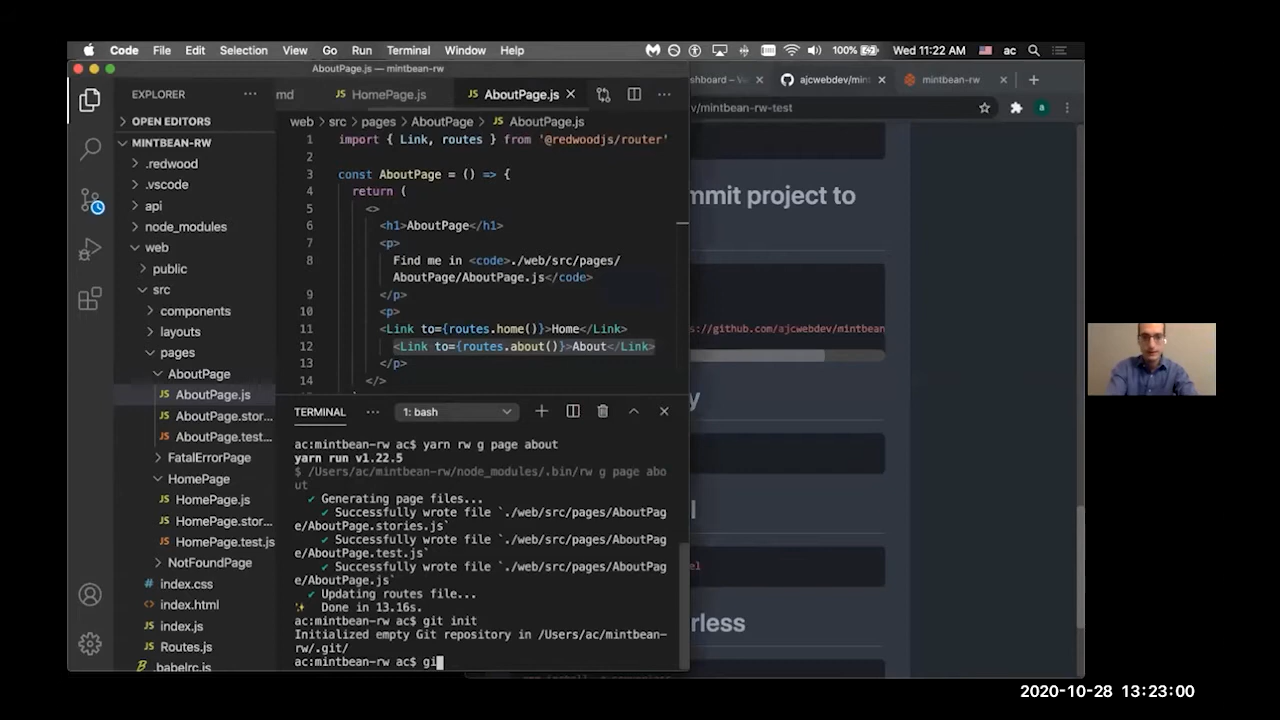 Code File Edit Selection View Go Run Terminal Window Help 100% Wed 11:22 AM ac
AboutPage.js — mintbean-rw
shboard – V
ajcwebdev/min
mintbean-rw
EXPLORER
md
HomePage.js
AboutPage.js
/mintbean-rw-test
a
OPEN EDITORS
MINTBEAN-RW
.redwood
.vscode
api
node_modules
web
public
src
components
layouts
pages
AboutPage
JS AboutPage.js
JS AboutPage.stor...
JS AboutPage.test...
FatalErrorPage
HomePage
JS HomePage.js
JS HomePage.stor...
JS HomePage.test.js
NotFoundPage
# index.css
<> index.html
JS index.js
JS Routes.js
babelrc.js
web > src > pages > AboutPage > JS AboutPage.js
1 import { Link, routes } from '@redwoodjs/router'
2
3 const AboutPage = () => {
4 return (
5 <>
6 <h1>AboutPage</h1>
7 <p>
8 Find me in <code>./web/src/pages/
AboutPage/AboutPage.js</code>
9 </p>
10 <p>
11 <Link to={routes.home()}>Home</Link>
12 <Link to={routes.about()}>About</Link>
13 </p>
14 </>
TERMINAL ... 1: bash
ac:mintbean-rw ac$ yarn rw g page about
yarn run v1.22.5
$ /Users/ac/mintbean-rw/node_modules/.bin/rw g page abo
ut
✔ Generating page files...
✔ Successfully wrote file `./web/src/pages/AboutPag
e/AboutPage.stories.js`
✔ Successfully wrote file `./web/src/pages/AboutPag
e/AboutPage.test.js`
✔ Successfully wrote file `./web/src/pages/AboutPag
e/AboutPage.js`
✔ Updating routes file...
✨ Done in 13.16s.
ac:mintbean-rw ac$ git init
Initialized empty Git repository in /Users/ac/mintbean-
rw/.git/
ac:mintbean-rw ac$ gi
mmit project to
s://github.com/ajcwebdev/mintbean
y
l
el
rless
2020-10-28 13:23:00